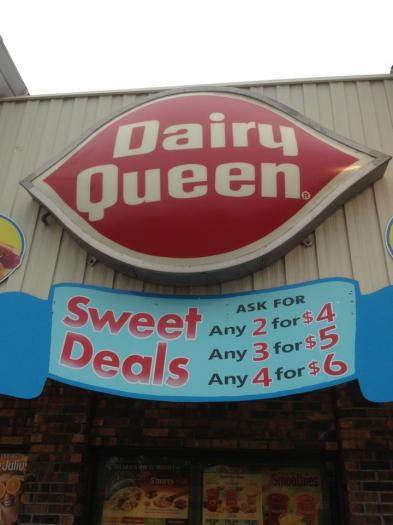 Dairy
Queen®
Sweet
Deals
ASK FOR
Any 2 for $4
Any 3 for $5
Any 4 for $6
Smoothies